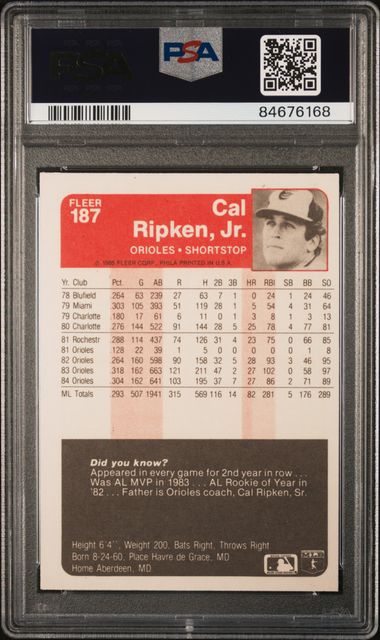 PSA
PSA
84676168
FLEER
187
Cal
Ripken, Jr.
ORIOLES • SHORTSTOP
© 1985 FLEER CORP., PHILA PRINTED IN U.S.A.
Yr. Club Pct. G AB R H 2B 3B HR RBI SB BB SO
78 Blufield 264 63 239 27 63 7 1 0 24 1 24 46
79 Miami 303 105 393 51 119 28 1 5 54 4 31 64
79 Charlotte 180 17 61 6 11 0 1 3 8 1 3 13
80 Charlotte 276 144 522 91 144 28 5 25 78 4 77 81
81 Rochestr 288 114 437 74 126 31 4 23 75 0 66 85
81 Orioles 128 22 39 1 5 0 0 0 0 0 1 8
82 Orioles 264 160 598 90 158 32 5 28 93 3 46 95
83 Orioles 318 162 663 121 211 47 2 27 102 0 58 97
84 Orioles 304 162 641 103 195 37 7 27 86 2 71 89
ML Totals 293 507 1941 315 569 116 14 82 281 5 176 289
Did you know?
Appeared in every game for 2nd year in row . . .
Was AL MVP in 1983 . . . AL Rookie of Year in
'82 . . . Father is Orioles coach, Cal Ripken, Sr.
Height 6'4'', Weight 200, Bats Right, Throws Right
Born 8-24-60, Place Havre de Grace, MD
Home Aberdeen, MD